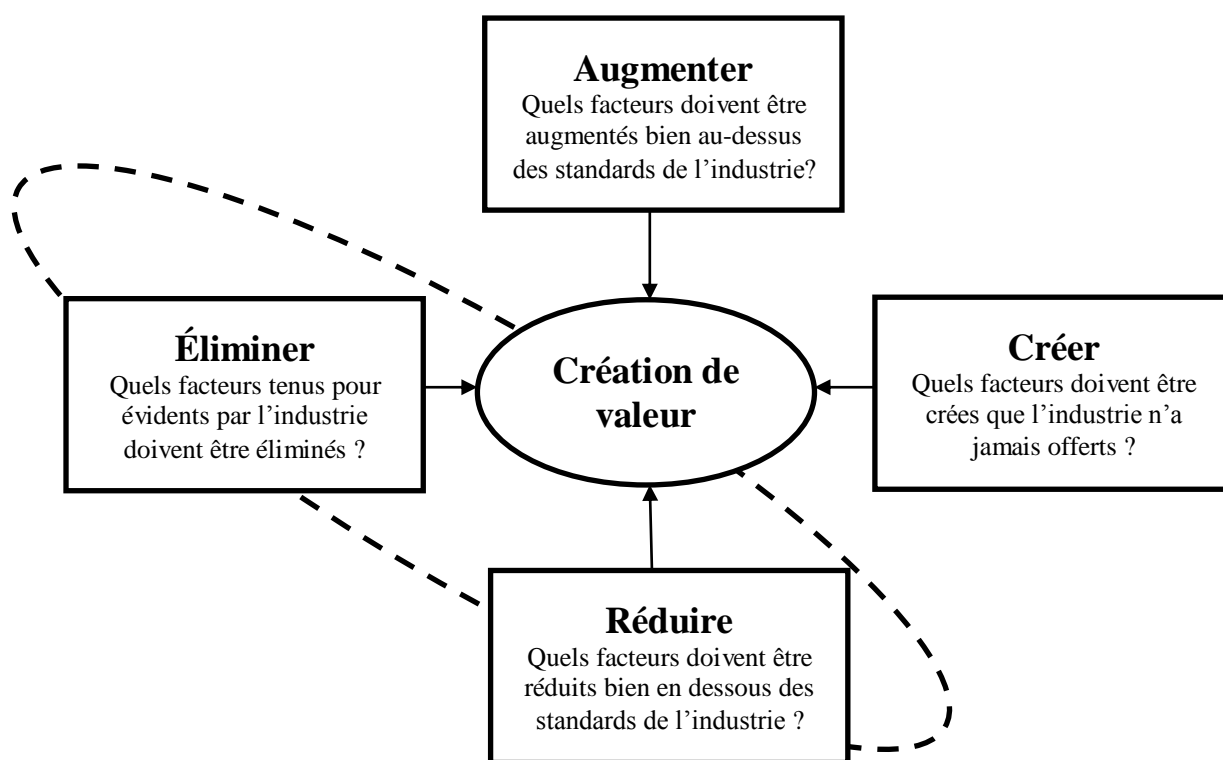 Augmenter
Quels facteurs doivent être
augmentés bien au-dessus
des standards de l’industrie?
Éliminer
Quels facteurs tenus pour
évidents par l’industrie
doivent être éliminés ?
Création de
valeur
Créer
Quels facteurs doivent être
crées que l’industrie n’a
jamais offerts ?
Réduire
Quels facteurs doivent être
réduits bien en dessous des
standards de l’industrie ?